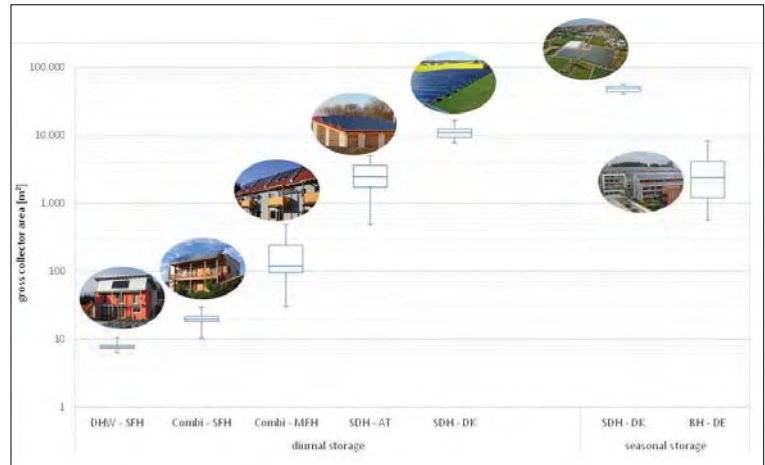 gross collector area [m²]
100.000
10.000
1.000
100
10
1
DHW - SFH
Combi - SFH
Combi - MFH
SDH - AT
SDH - DK
SDH - DK
BH - DE
diurnal storage
seasonal storage